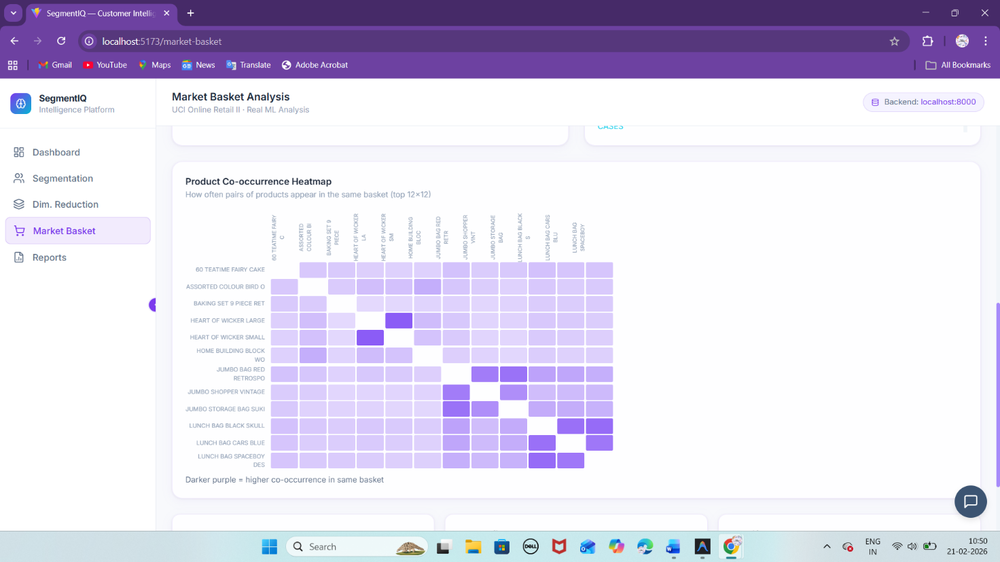 SegmentIQ — Customer Intellig
localhost:5173/market-basket
Gmail
YouTube
Maps
News
Translate
Adobe Acrobat
All Bookmarks
SegmentIQ
Intelligence Platform
Dashboard
Segmentation
Dim. Reduction
Market Basket
Reports
Market Basket Analysis
UCI Online Retail II · Real ML Analysis
Backend: localhost:8000
CASES
Product Co-occurrence Heatmap
How often pairs of products appear in the same basket (top 12×12)
60 TEATIME FAIRY
C
ASSORTED
COLOUR BI
BAKING SET 9
PIECE
HEART OF WICKER
LA
HEART OF WICKER
SM
HOME BUILDING
BLOC
JUMBO BAG RED
RETR
JUMBO SHOPPER
VINT
JUMBO STORAGE
BAG
LUNCH BAG BLACK
S
LUNCH BAG CARS
BLU
LUNCH BAG
SPACEBOY
60 TEATIME FAIRY CAKE
ASSORTED COLOUR BIRD O
BAKING SET 9 PIECE RET
HEART OF WICKER LARGE
HEART OF WICKER SMALL
HOME BUILDING BLOCK
WO
JUMBO BAG RED
RETROSPO
JUMBO SHOPPER VINTAGE
JUMBO STORAGE BAG SUKI
LUNCH BAG BLACK SKULL
LUNCH BAG CARS BLUE
LUNCH BAG SPACEBOY
DES
Darker purple = higher co-occurrence in same basket
Search
DELL
ENG
IN
10:50
21-02-2026